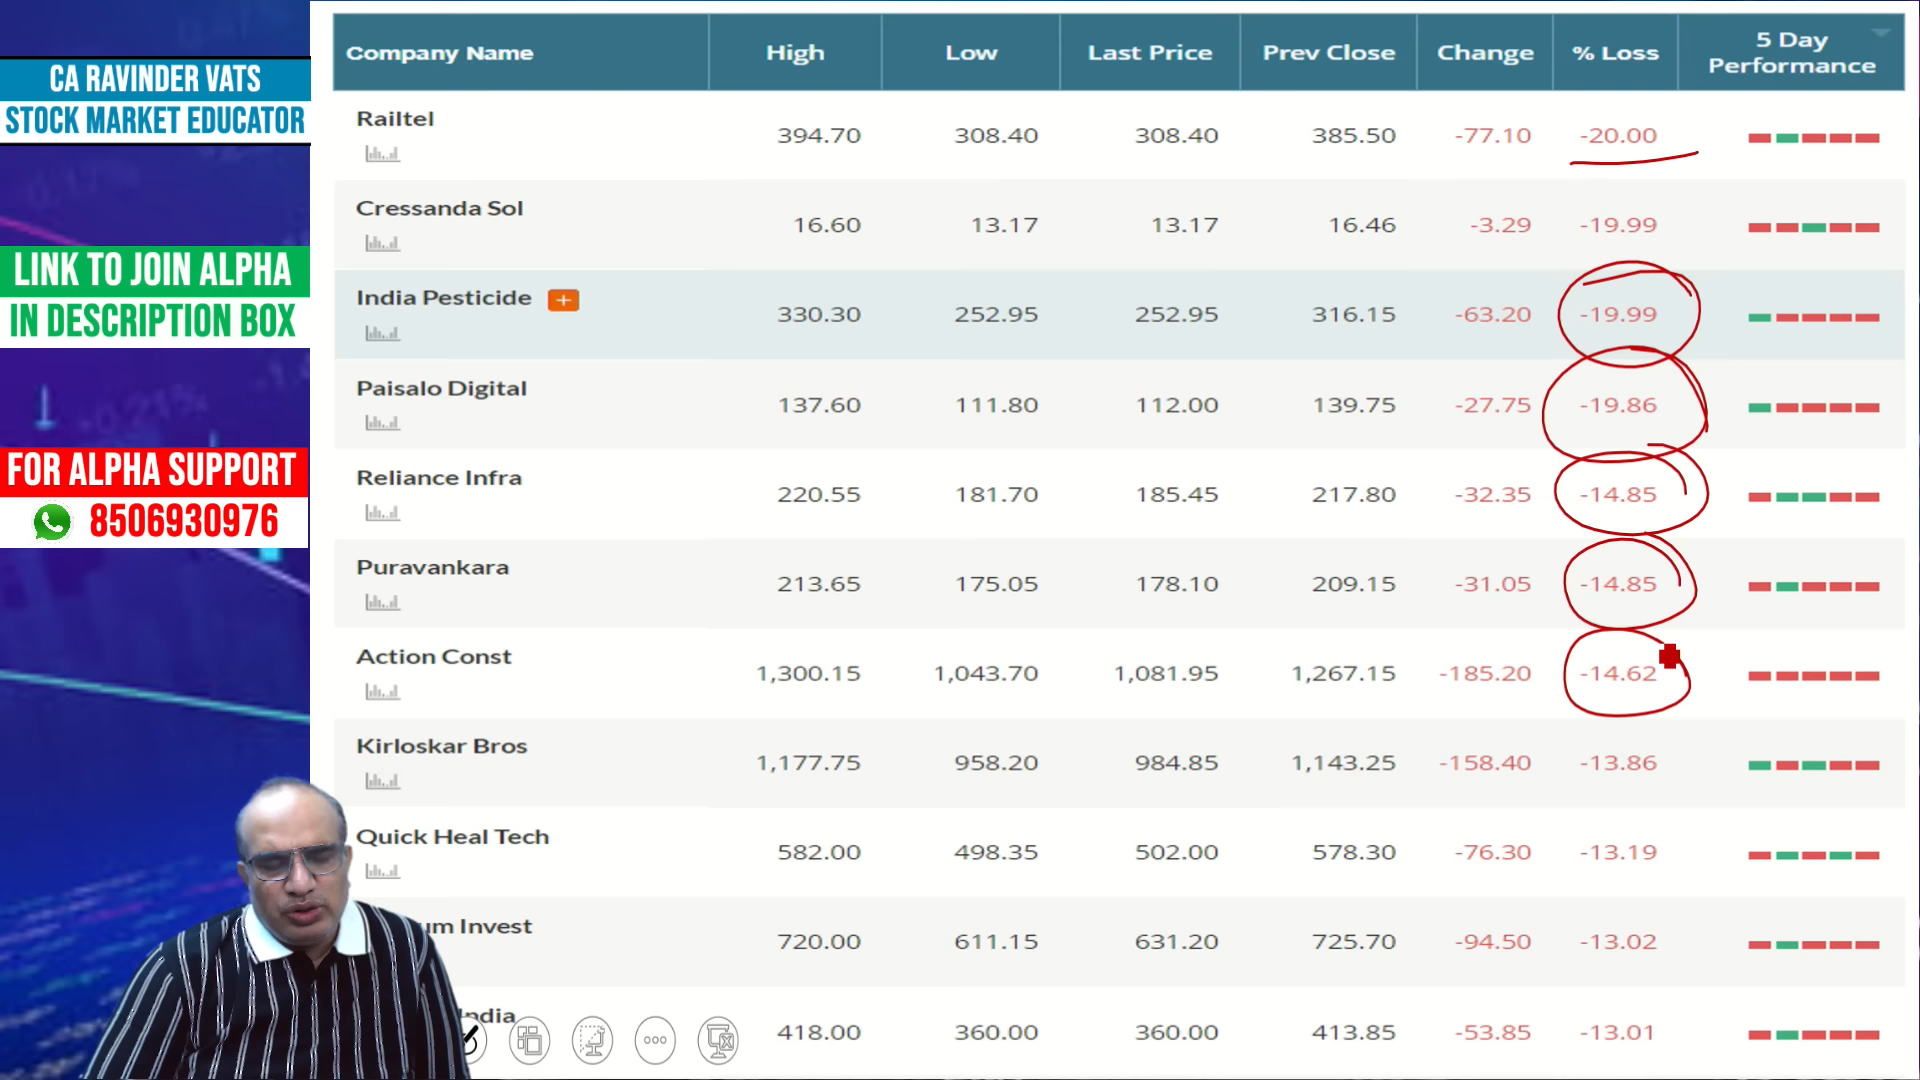 CA RAVINDER VATS
STOCK MARKET EDUCATOR
LINK TO JOIN ALPHA
IN DESCRIPTION BOX
FOR ALPHA SUPPORT
8506930976
Company Name High Low Last Price Prev Close Change % Loss 5 Day Performance
Railtel 394.70 308.40 308.40 385.50 -77.10 -20.00
Cressanda Sol 16.60 13.17 13.17 16.46 -3.29 -19.99
India Pesticide + 330.30 252.95 252.95 316.15 -63.20 -19.99
Paisalo Digital 137.60 111.80 112.00 139.75 -27.75 -19.86
Reliance Infra 220.55 181.70 185.45 217.80 -32.35 -14.85
Puravankara 213.65 175.05 178.10 209.15 -31.05 -14.85
Action Const 1,300.15 1,043.70 1,081.95 1,267.15 -185.20 -14.62
Kirloskar Bros 1,177.75 958.20 984.85 1,143.25 -158.40 -13.86
Quick Heal Tech 582.00 498.35 502.00 578.30 -76.30 -13.19
Invest 720.00 611.15 631.20 725.70 -94.50 -13.02
418.00 360.00 360.00 413.85 -53.85 -13.01